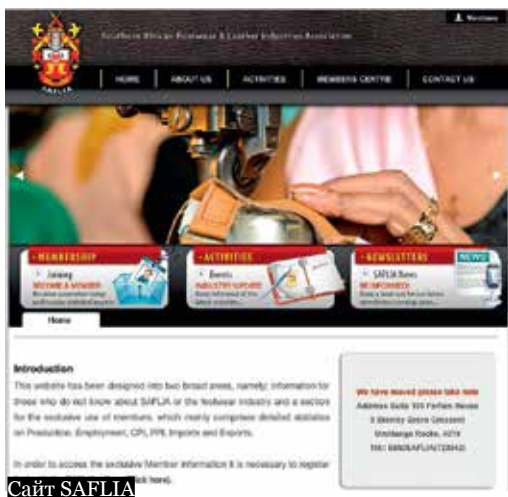 Southern African Footwear & Leather Industries Association
SAFLIA
HOME
ABOUT US
ACTIVITIES
MEMBERS CENTRE
CONTACT US
MEMBERSHIP
Joining
BECOME A MEMBER
ACTIVITIES
Events
INDUSTRY UPDATE
NEWSLETTERS
SAFLIA News
BE INFORMED
NEWS
Home
Introduction
This website has been designed into two broad areas, namely: information for
those who do not know about SAFLIA or the footwear industry and a section
for the exclusive use of members, which mainly comprises detailed statistics
on Production, Employment, CPI, PPI, Imports and Exports.
In order to access the exclusive Member information it is necessary to register
We have moved please take note
Umhlanga Rocks, 4319
Сайт SAFLIA